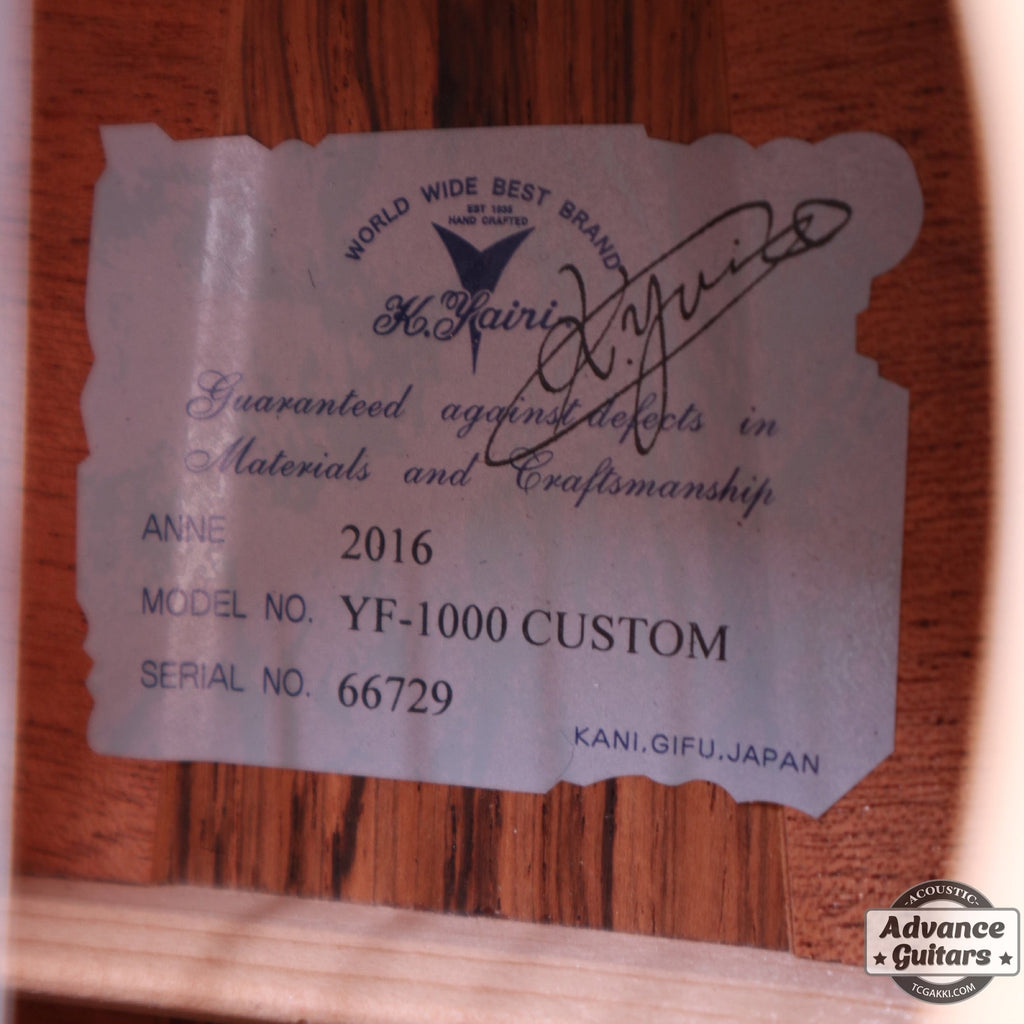 WORLD WIDE BEST BRAND
EST 1935
HAND CRAFTED
K. Yairi
K. Yairi
Guaranteed against defects in
Materials and Craftsmanship
ANNE 2016
MODEL NO. YF-1000 CUSTOM
SERIAL NO. 66729
KANI, GIFU, JAPAN
ACOUSTIC
Advance
Guitars
TCGAKKI.COM